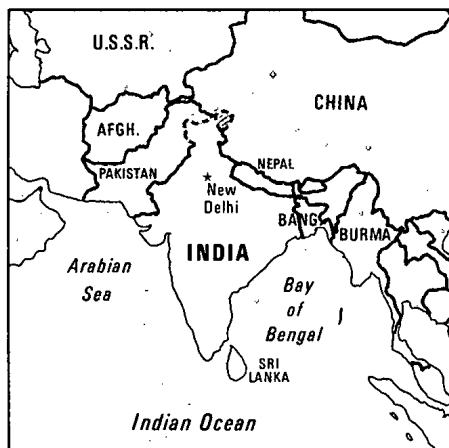 U.S.S.R.
CHINA
AFGH.
PAKISTAN
NEPAL
New
Delhi
BANG.
BURMA
INDIA
Arabian
Sea
Bay
of
Bengal
SRI
LANKA
Indian Ocean